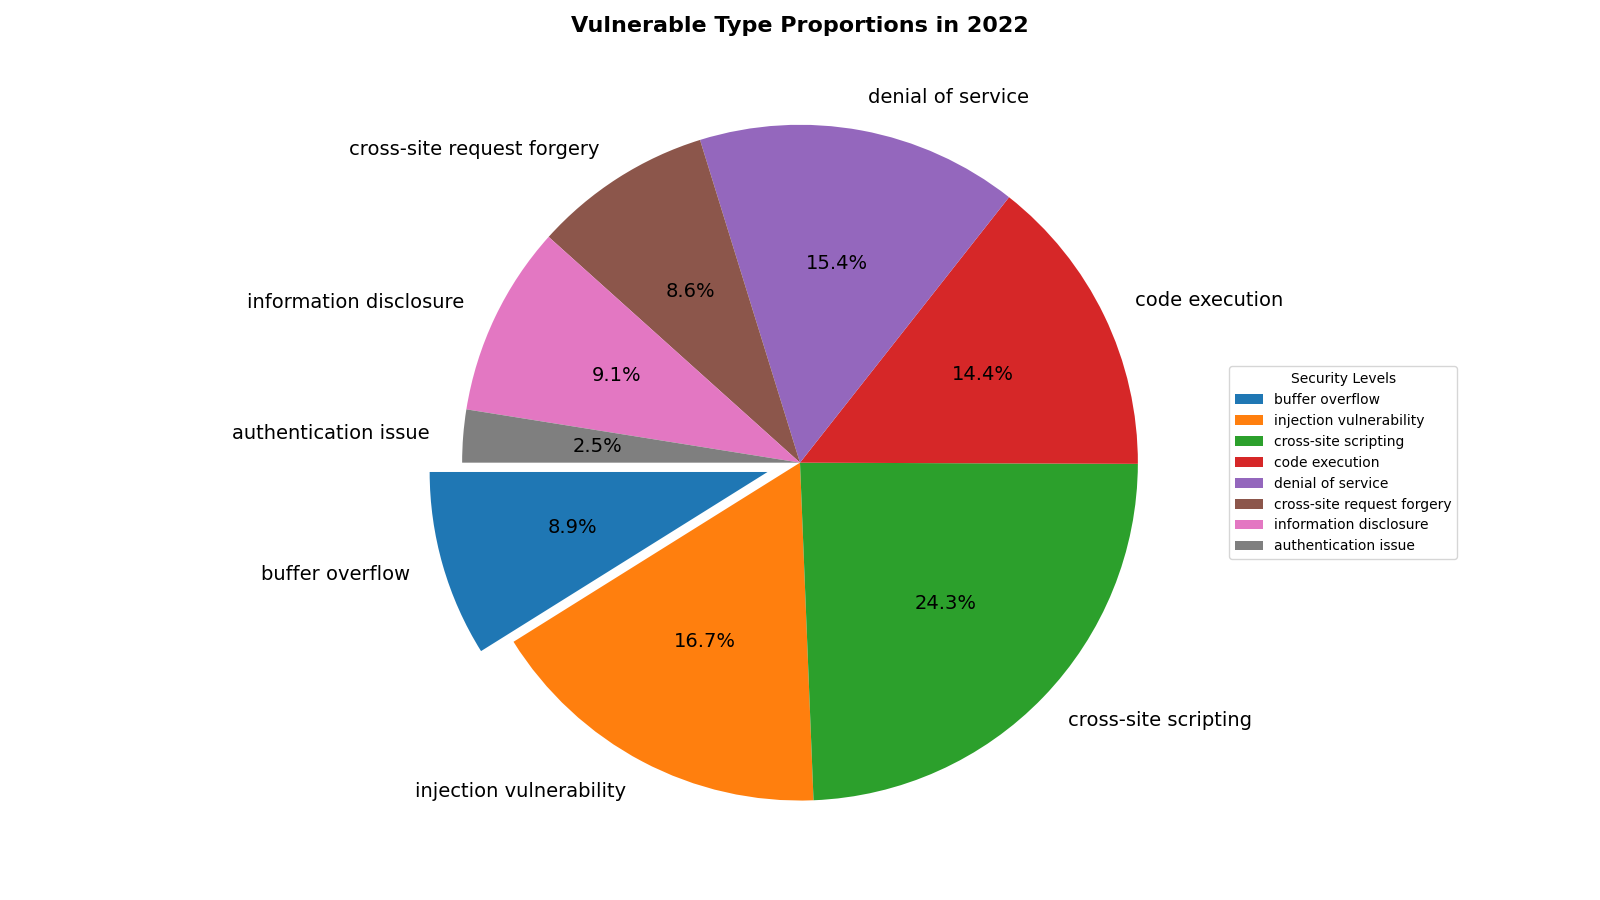 Vulnerable Type Proportions in 2022
denial of service
cross-site request forgery
15.4%
8.6%
information disclosure
code execution
9.1%
14.4%
authentication issue
2.5%
8.9%
buffer overflow
24.3%
16.7%
cross-site scripting
injection vulnerability
Security Levels
buffer overflow
injection vulnerability
cross-site scripting
code execution
denial of service
cross-site request forgery
information disclosure
authentication issue